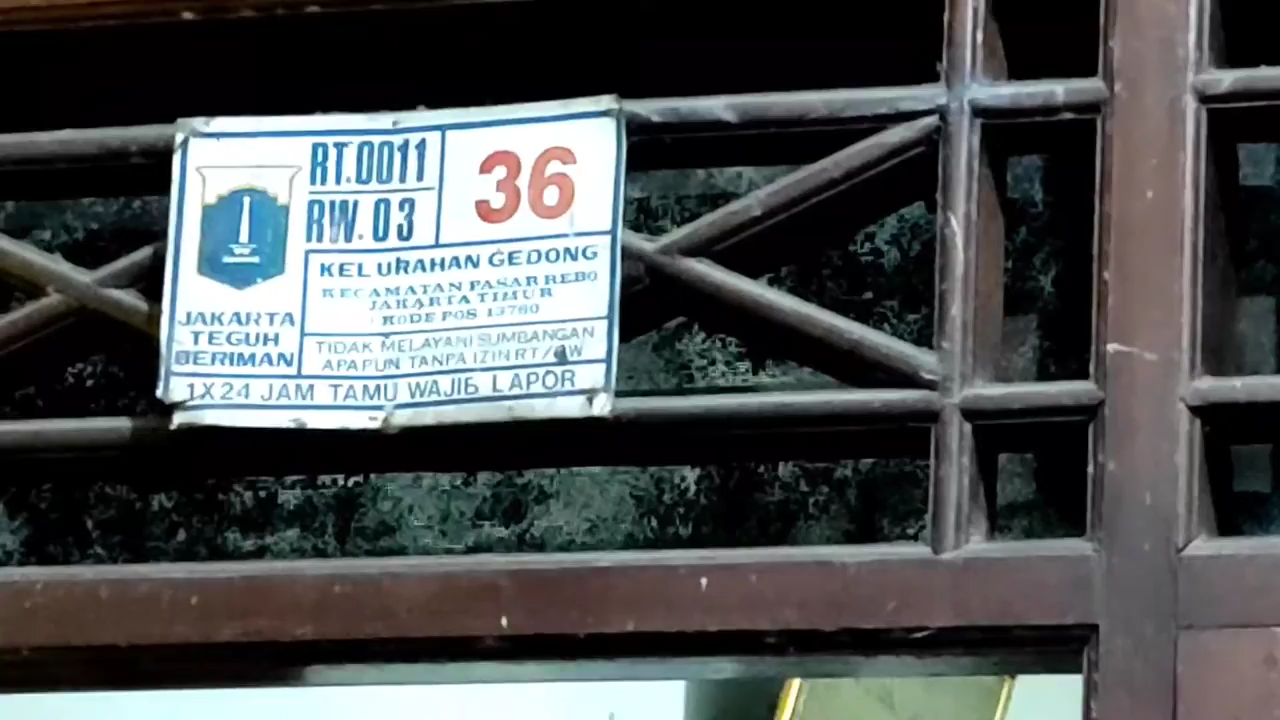 RT.0011
RW.03
36
KELURAHAN GEDONG
KECAMATAN PASAR REBO
JAKARTA TIMUR
KODE POS 13760
TIDAK MELAYANI SUMBANGAN
APAPUN TANPA IZIN RT/RW
JAKARTA
TEGUH
BERIMAN
1X24 JAM TAMU WAJIB LAPOR